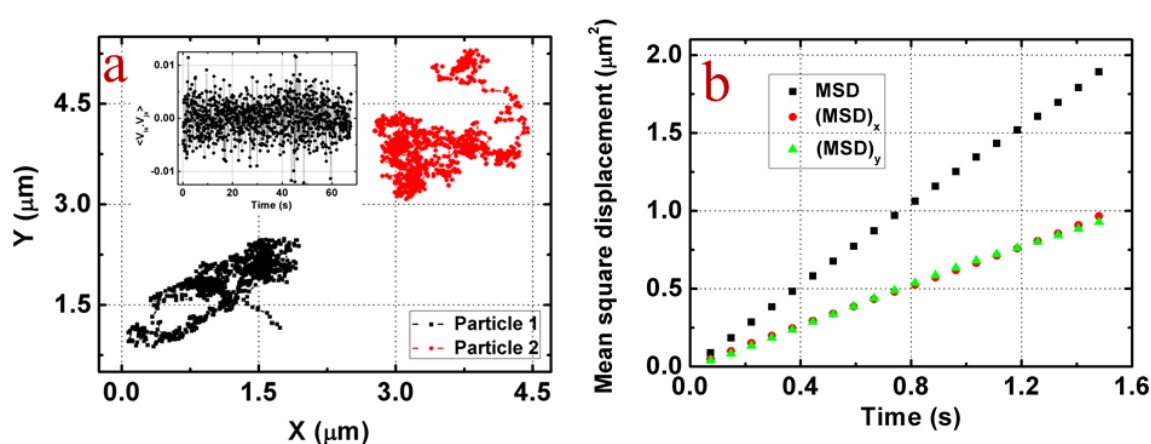 a
4.5
3.0
1.5
Y (μm)
0.0
1.5
3.0
4.5
X (μm)
0.01
0.00
-0.01
0
20
40
60
Time (s)
Particle 1
Particle 2
b
2.0
1.5
1.0
0.5
0.0
Mean square displacement (μm²)
MSD
(MSD)x
(MSD)y
0.0
0.4
0.8
1.2
1.6
Time (s)